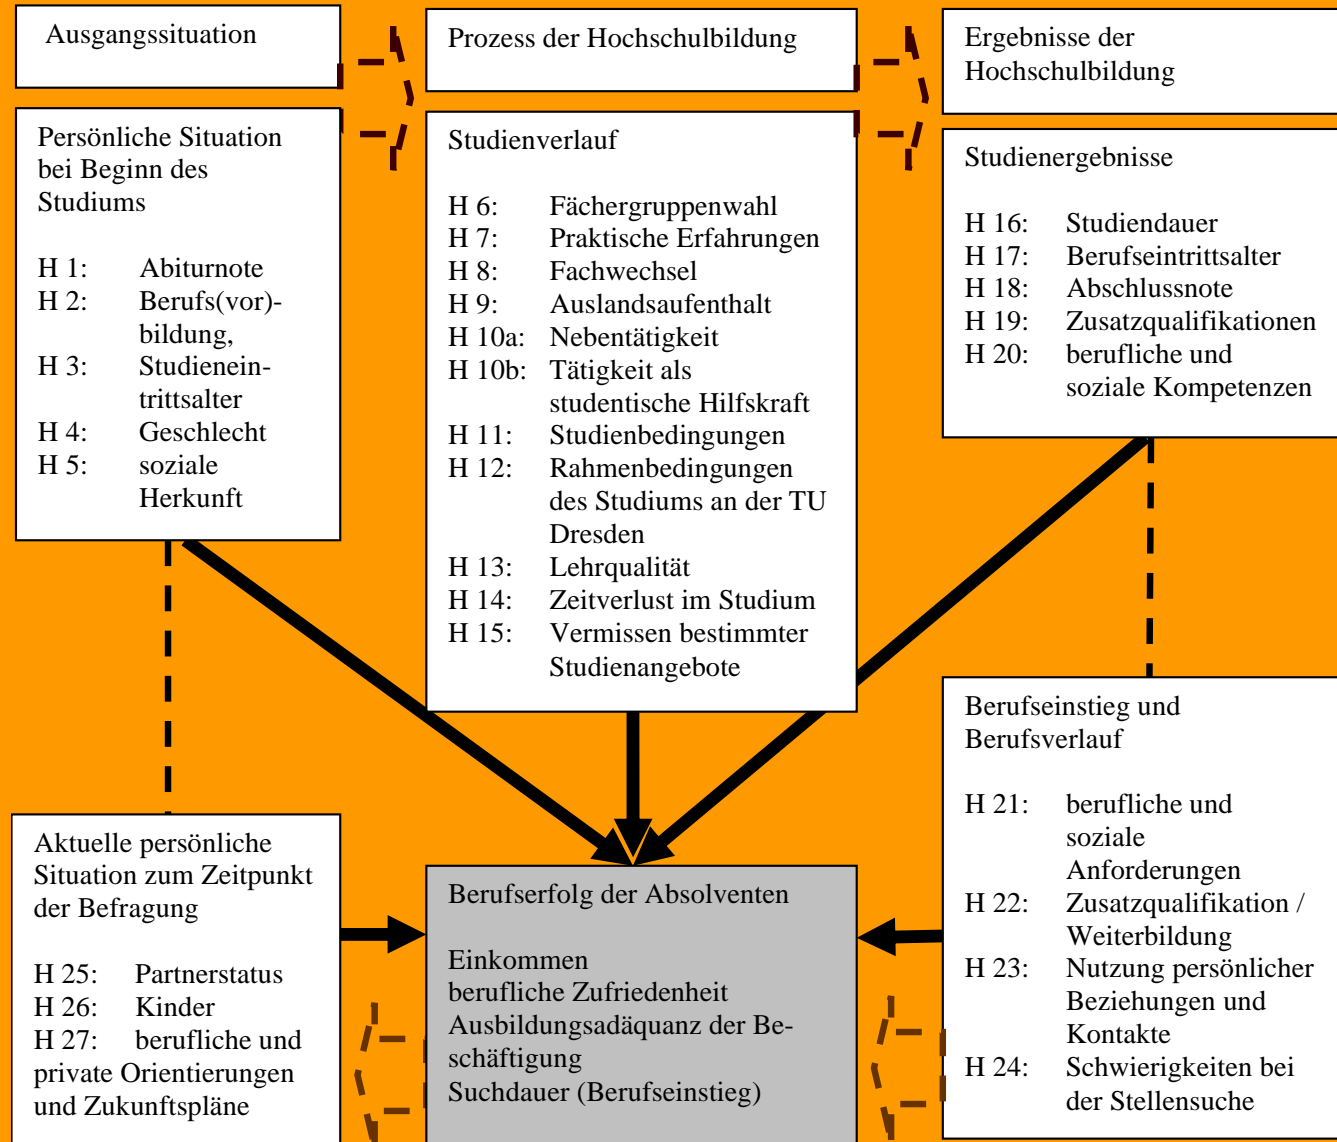 Ausgangssituation
Prozess der Hochschulbildung
Ergebnisse der
Hochschulbildung
Persönliche Situation
bei Beginn des
Studiums
H 1: Abiturnote
H 2: Berufs(vor)-
bildung,
H 3: Studienein-
trittsalter
H 4: Geschlecht
H 5: soziale
Herkunft
Studienverlauf
H 6: Fächergruppenwahl
H 7: Praktische Erfahrungen
H 8: Fachwechsel
H 9: Auslandsaufenthalt
H 10a: Nebentätigkeit
H 10b: Tätigkeit als
studentische Hilfskraft
H 11: Studienbedingungen
H 12: Rahmenbedingungen
des Studiums an der TU
Dresden
H 13: Lehrqualität
H 14: Zeitverlust im Studium
H 15: Vermissen bestimmter
Studienangebote
Studienergebnisse
H 16: Studiendauer
H 17: Berufseintrittsalter
H 18: Abschlussnote
H 19: Zusatzqualifikationen
H 20: berufliche und
soziale Kompetenzen
Aktuelle persönliche
Situation zum Zeitpunkt
der Befragung
H 25: Partnerstatus
H 26: Kinder
H 27: berufliche und
private Orientierungen
und Zukunftspläne
Berufserfolg der Absolventen
Einkommen
berufliche Zufriedenheit
Ausbildungsadäquanz der Be-
schäftigung
Suchdauer (Berufseinstieg)
Berufseinstieg und
Berufsverlauf
H 21: berufliche und
soziale
Anforderungen
H 22: Zusatzqualifikation /
Weiterbildung
H 23: Nutzung persönlicher
Beziehungen und
Kontakte
H 24: Schwierigkeiten bei
der Stellensuche